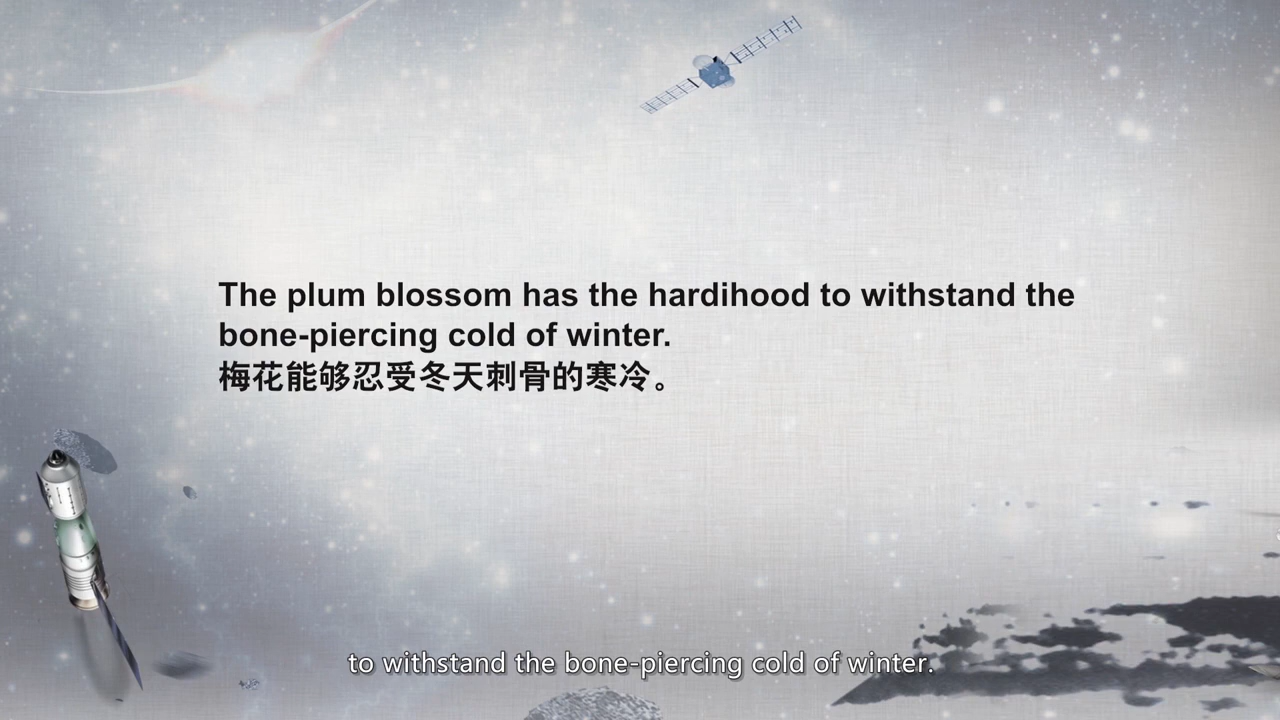 The plum blossom has the hardihood to withstand the
bone-piercing cold of winter.
梅花能够忍受冬天刺骨的寒冷。
to withstand the bone-piercing cold of winter.